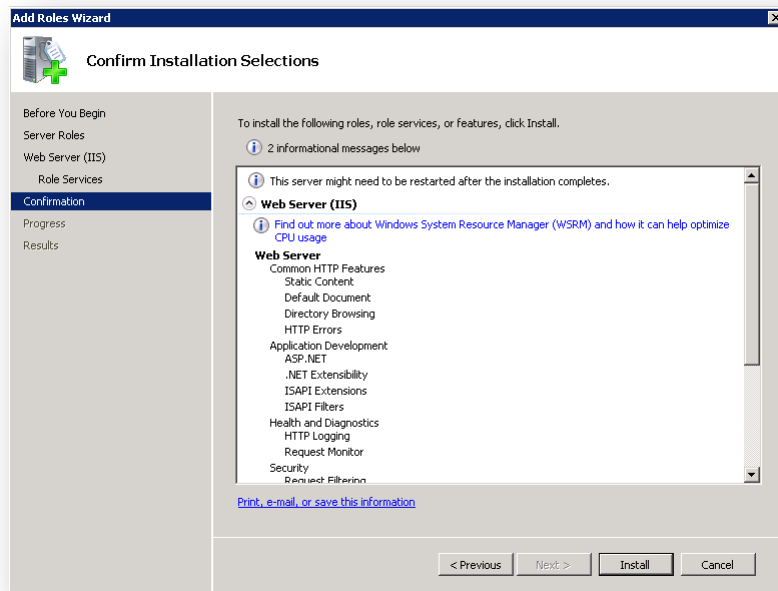 Add Roles Wizard
Confirm Installation Selections
Before You Begin
Server Roles
Web Server (IIS)
Role Services
Confirmation
Progress
Results
To install the following roles, role services, or features, click Install.
2 informational messages below
This server might need to be restarted after the installation completes.
Web Server (IIS)
Find out more about Windows System Resource Manager (WSRM) and how it can help optimize
CPU usage
Web Server
Common HTTP Features
Static Content
Default Document
Directory Browsing
HTTP Errors
Application Development
ASP.NET
.NET Extensibility
ISAPI Extensions
ISAPI Filters
Health and Diagnostics
HTTP Logging
Request Monitor
Security
Request Filtering
Print, e-mail, or save this information
< Previous
Next >
Install
Cancel